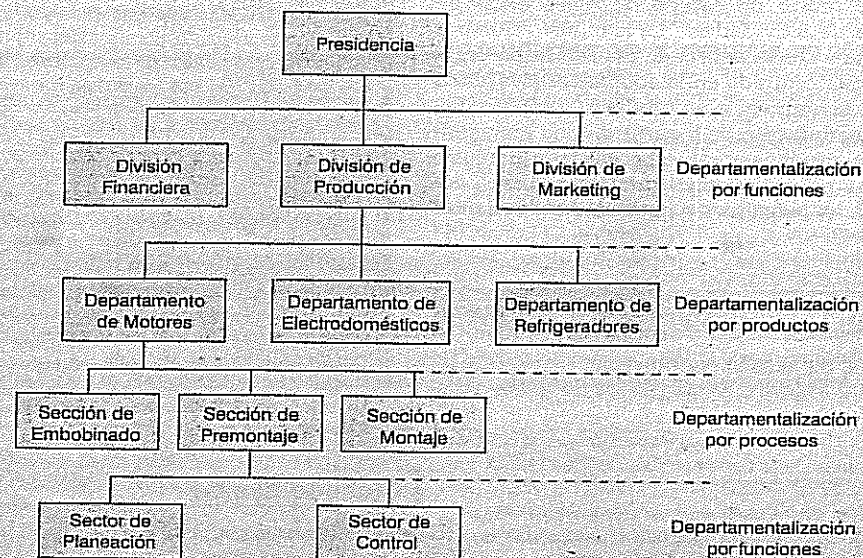 Presidencia
División
Financiera
División de
Producción
División de
Marketing
Departamentalización
por funciones
Departamento
de Motores
Departamento de
Electrodomésticos
Departamento de
Refrigeradores
Departamentalización
por productos
Sección de
Embobinado
Sección de
Premontaje
Sección de
Montaje
Departamentalización
por procesos
Sector de
Planeación
Sector de
Control
Departamentalización
por funciones